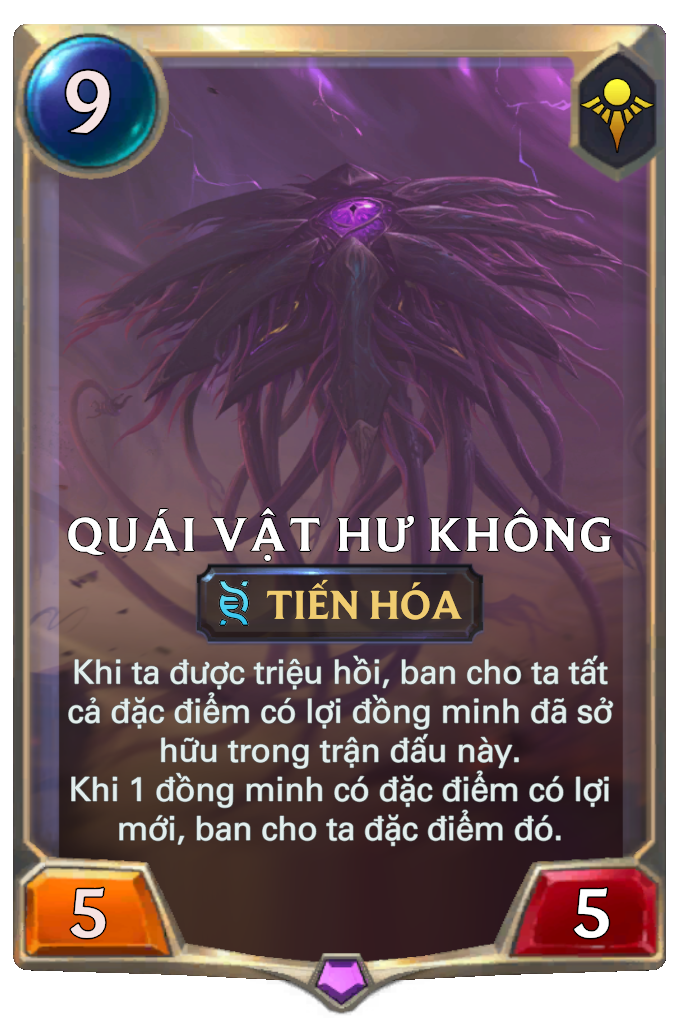 9
QUÁI VẬT HƯ KHÔNG
TIẾN HÓA
Khi ta được triệu hồi, ban cho ta tất
cả đặc điểm có lợi đồng minh đã sở
hữu trong trận đấu này.
Khi 1 đồng minh có đặc điểm có lợi
mới, ban cho ta đặc điểm đó.
5
5